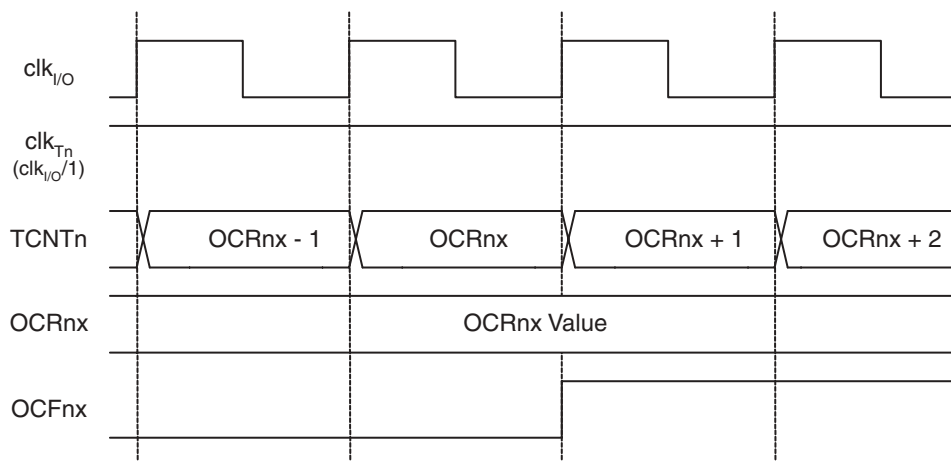 clkI/O
clkTn
(clkI/O/1)
TCNTn OCRnx - 1 OCRnx OCRnx + 1 OCRnx + 2
OCRnx OCRnx Value
OCFnx